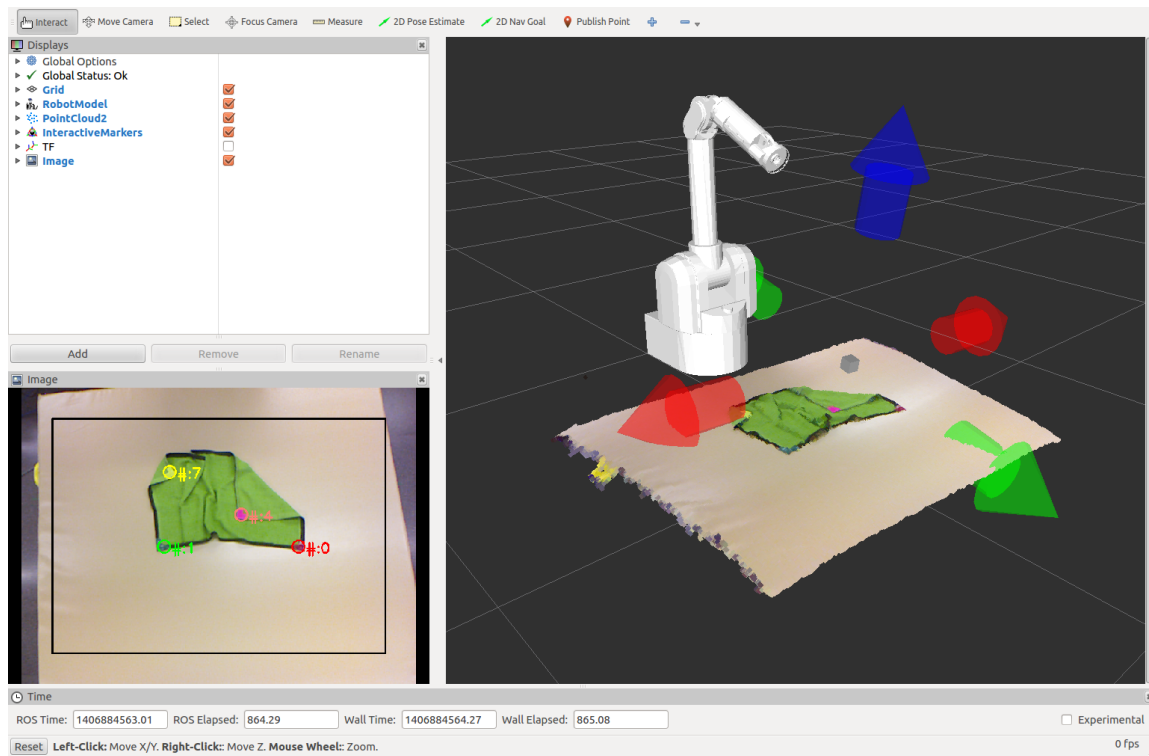 Interact Move Camera Select Focus Camera Measure 2D Pose Estimate 2D Nav Goal Publish Point
Displays
Global Options
Global Status: Ok
Grid
RobotModel
PointCloud2
InteractiveMarkers
TF
Image
Add Remove Rename
Image
#:7
#:4
#:1
#:0
Time
ROS Time: 1406884563.01 ROS Elapsed: 864.29 Wall Time: 1406884564.27 Wall Elapsed: 865.08 Experimental
Reset Left-Click: Move X/Y. Right-Click:: Move Z. Mouse Wheel:: Zoom. 0 fps